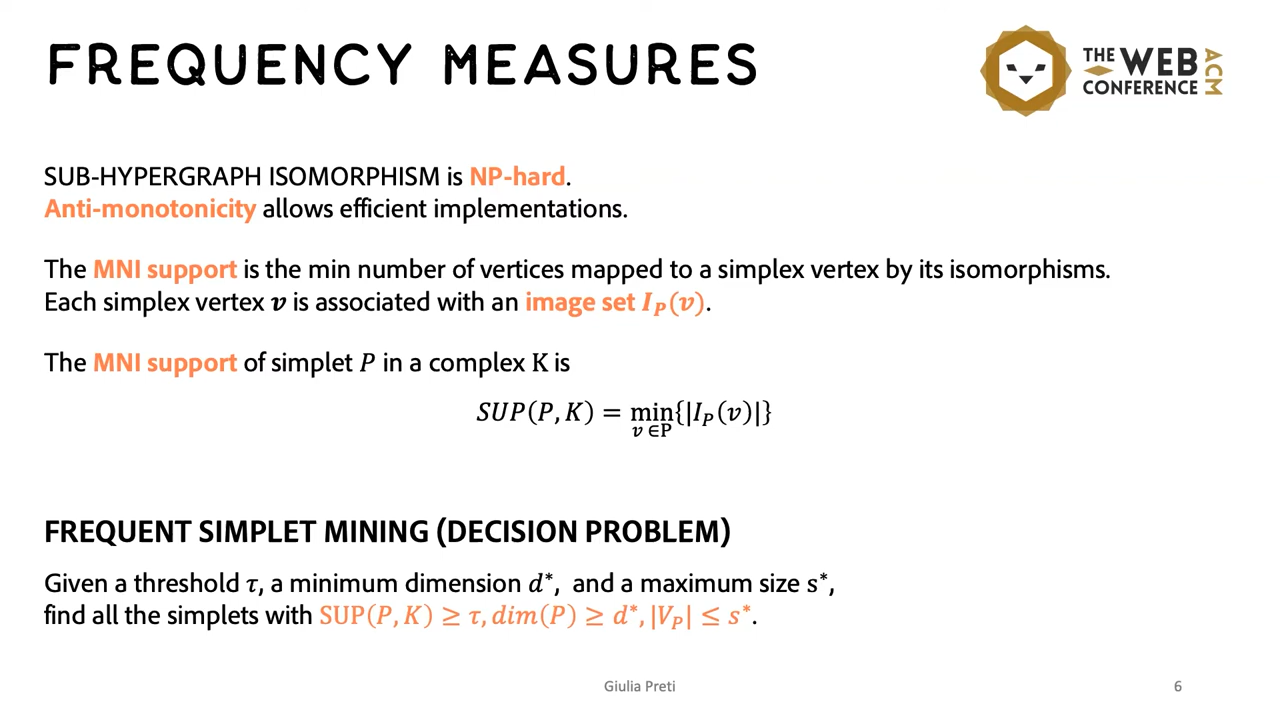 FREQUENCY MEASURES
THE WEB CONFERENCE ACM
SUB-HYPERGRAPH ISOMORPHISM is NP-hard.
Anti-monotonicity allows efficient implementations.
The MNI support is the min number of vertices mapped to a simplex vertex by its isomorphisms.
Each simplex vertex v is associated with an image set I_P(v).
The MNI support of simplet P in a complex K is
SUP(P, K) = min_{v ∈P}{|I_P(v)|}
FREQUENT SIMPLET MINING (DECISION PROBLEM)
Given a threshold τ, a minimum dimension d*, and a maximum size s*,
find all the simplets with SUP(P, K) ≥ τ, dim(P) ≥ d*, |V_P| ≤ s*.
Giulia Preti
6